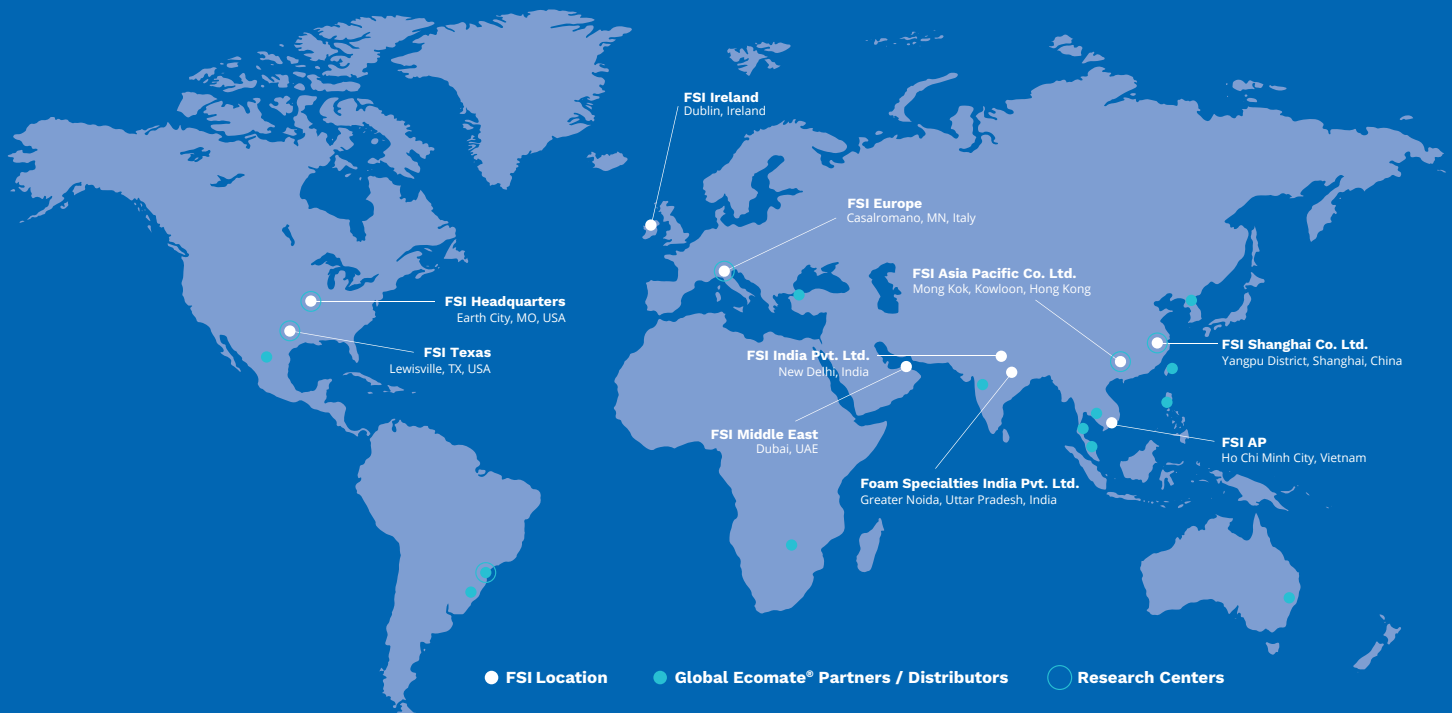 FSI Ireland
Dublin, Ireland
FSI Europe
Casalromano, MN, Italy
FSI Asia Pacific Co. Ltd.
Mong Kok, Kowloon, Hong Kong
FSI Headquarters
Earth City, MO, USA
FSI Texas
Lewisville, TX, USA
FSI India Pvt. Ltd.
New Delhi, India
FSI Shanghai Co. Ltd.
Yangpu District, Shanghai, China
FSI Middle East
Dubai, UAE
FSI AP
Ho Chi Minh City, Vietnam
Foam Specialties India Pvt. Ltd.
Greater Noida, Uttar Pradesh, India
FSI Location
Global Ecomate® Partners / Distributors
Research Centers